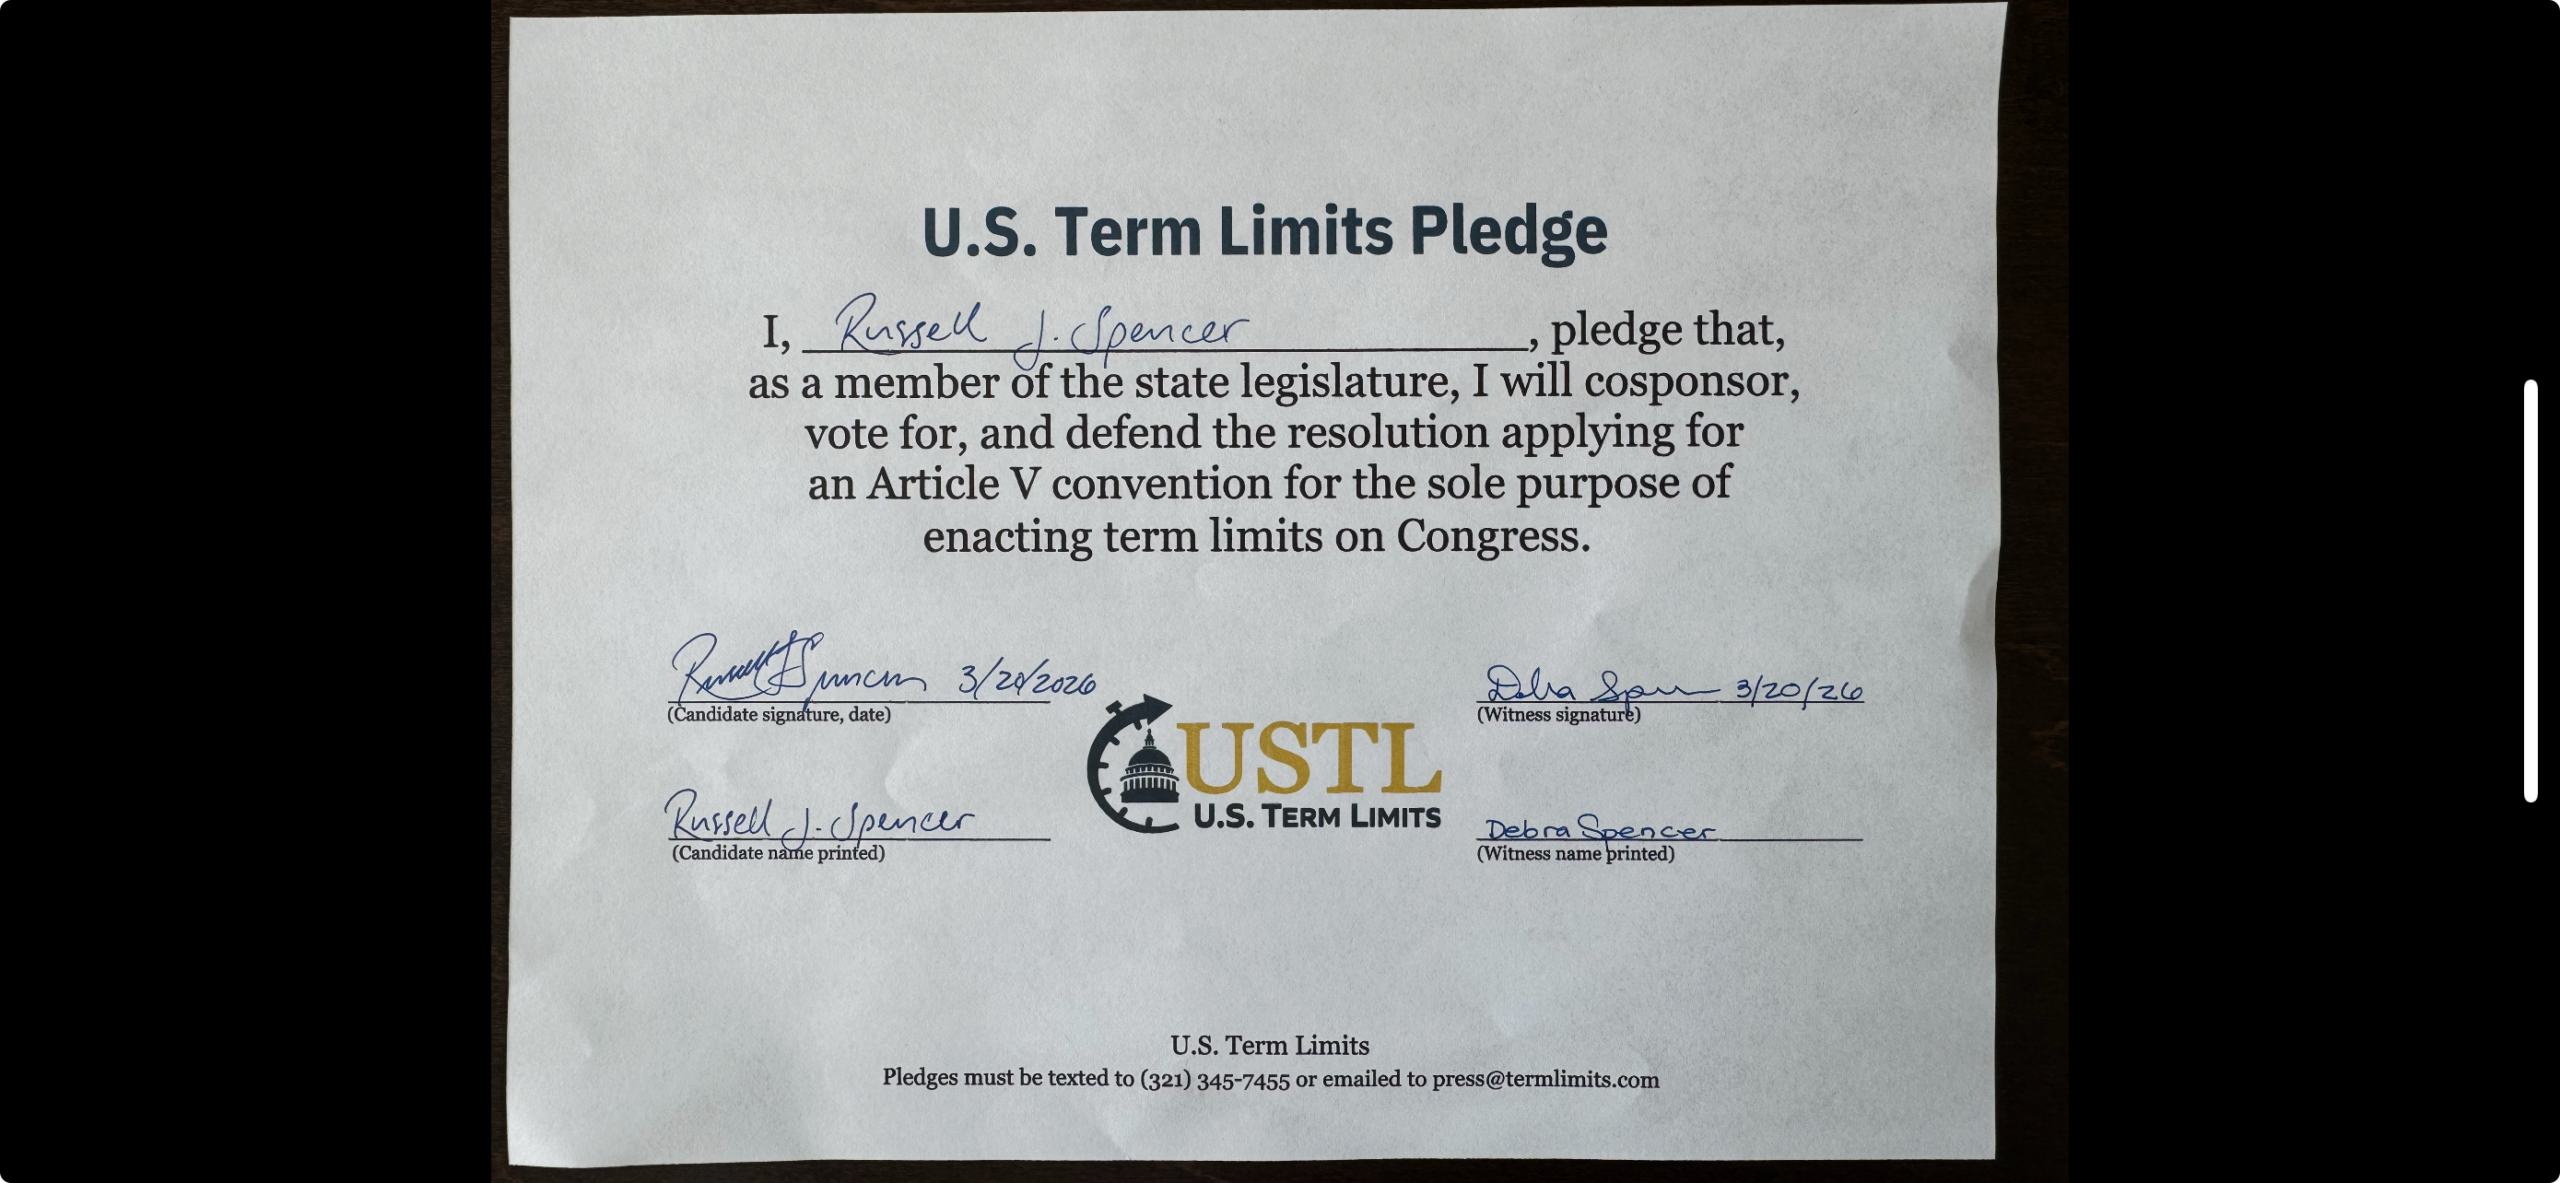 U.S. Term Limits Pledge
I, Russell J. Spencer, pledge that,
as a member of the state legislature, I will cosponsor,
vote for, and defend the resolution applying for
an Article V convention for the sole purpose of
enacting term limits on Congress.
Russell J Spencer 3/20/2026
(Candidate signature, date)
Debra Spencer 3/20/26
(Witness signature)
Russell J. Spencer
(Candidate name printed)
USTL
U.S. TERM LIMITS
Debra Spencer
(Witness name printed)
U.S. Term Limits
Pledges must be texted to (321) 345-7455 or emailed to press@termlimits.com